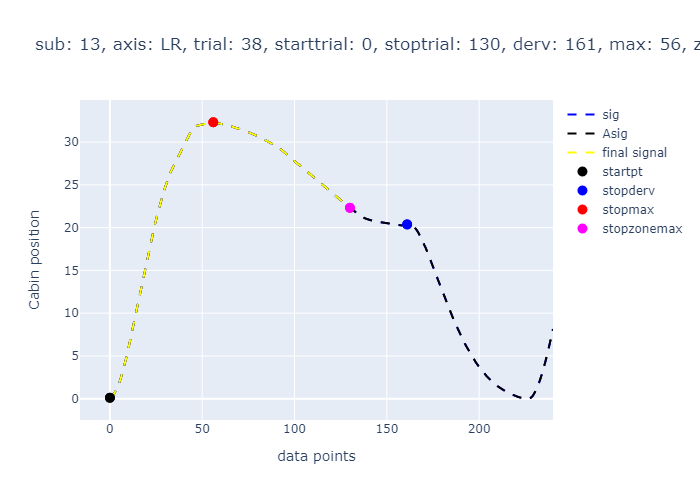 sub: 13, axis: LR, trial: 38, starttrial: 0, stoptrial: 130, derv: 161, max: 56, z
sig
Asig
final signal
startpt
stopderv
stopmax
stopzonemax
Cabin position
30
25
20
15
10
5
0
0 50 100 150 200
data points